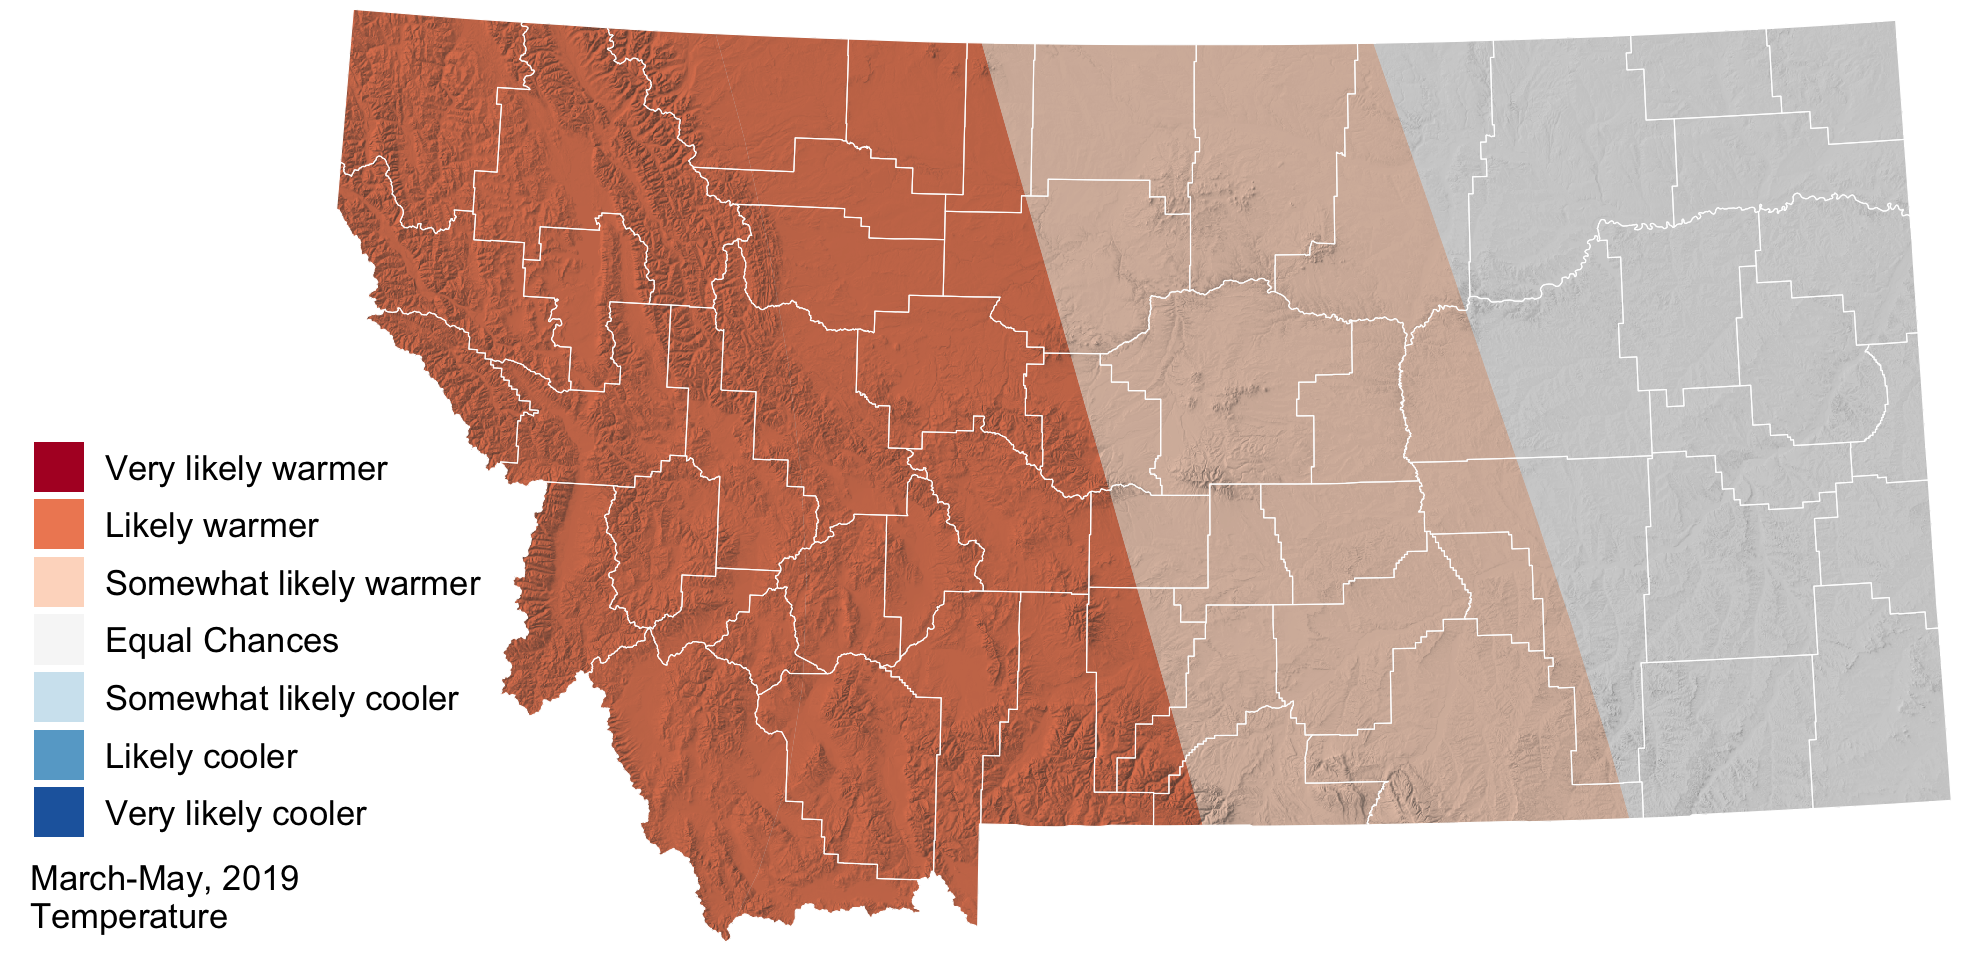 Very likely warmer
Likely warmer
Somewhat likely warmer
Equal Chances
Somewhat likely cooler
Likely cooler
Very likely cooler
March-May, 2019
Temperature